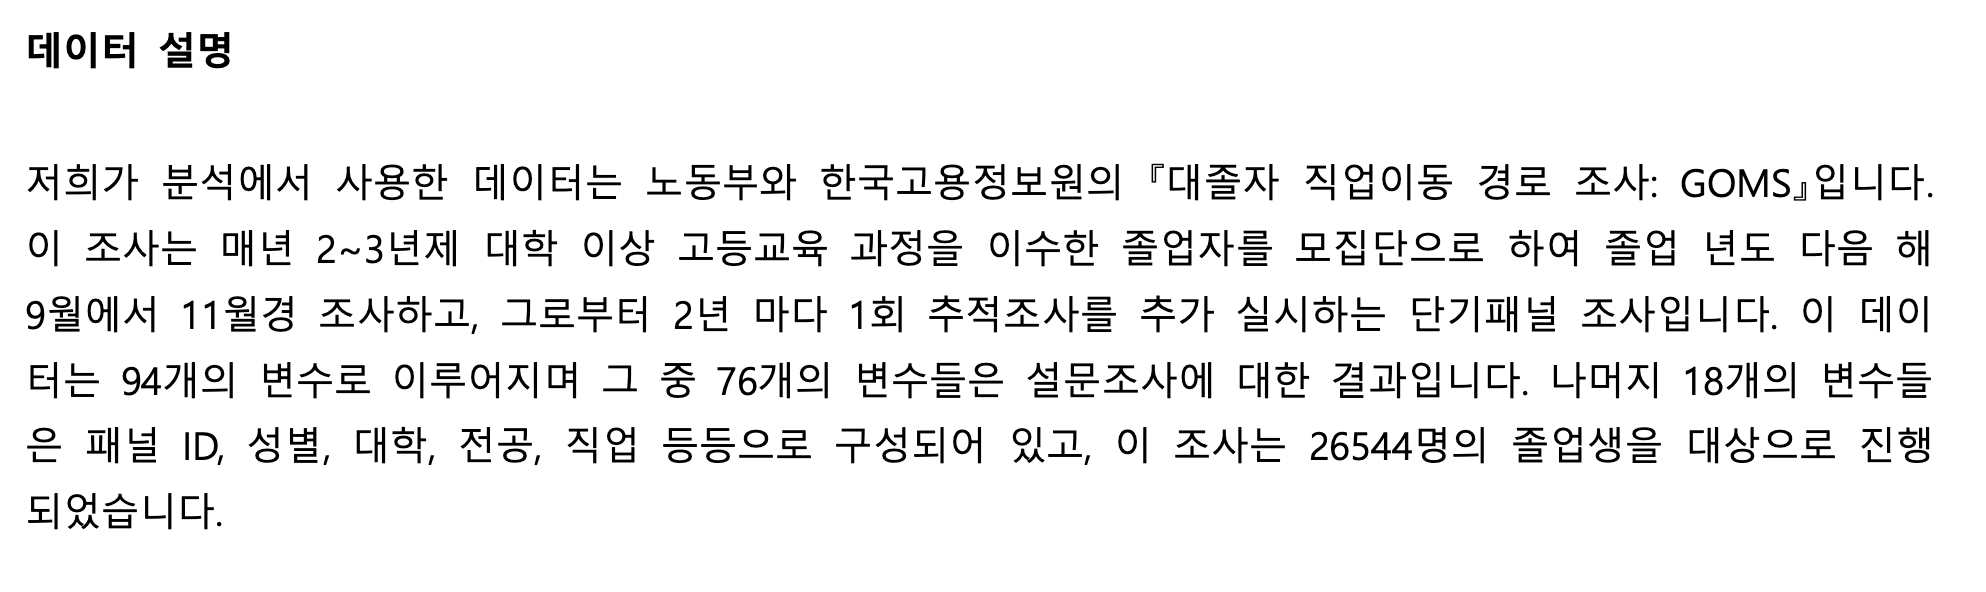 데이터 설명
저희가 분석에서 사용한 데이터는 노동부와 한국고용정보원의 『대졸자 직업이동 경로 조사: GOMS』입니다.
이 조사는 매년 2~3년제 대학 이상 고등교육 과정을 이수한 졸업자를 모집단으로 하여 졸업 년도 다음 해
9월에서 11월경 조사하고, 그로부터 2년 마다 1회 추적조사를 추가 실시하는 단기패널 조사입니다. 이 데이
터는 94개의 변수로 이루어지며 그 중 76개의 변수들은 설문조사에 대한 결과입니다. 나머지 18개의 변수들
은 패널 ID, 성별, 대학, 전공, 직업 등등으로 구성되어 있고, 이 조사는 26544명의 졸업생을 대상으로 진행
되었습니다.